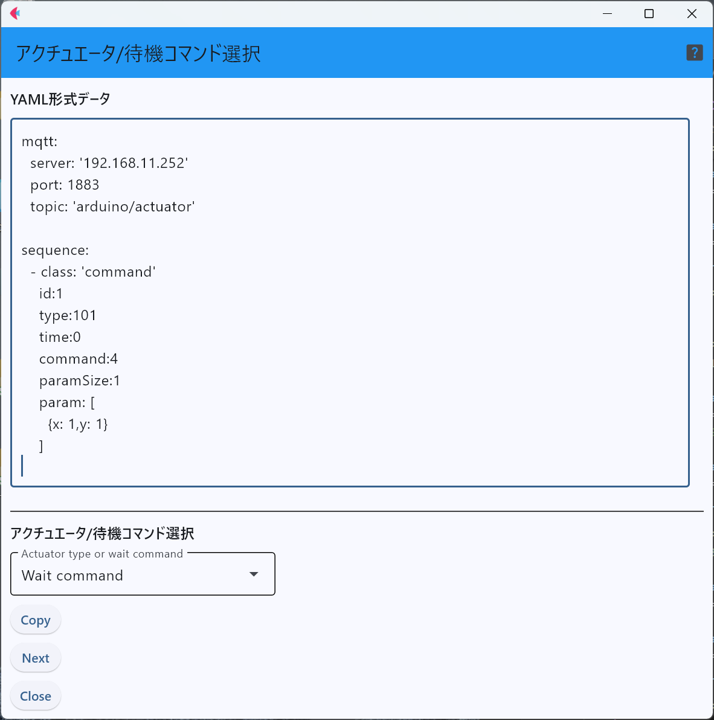 アクチュエータ/待機コマンド選択
?
YAML形式データ
mqtt:
  server: '192.168.11.252'
  port: 1883
  topic: 'arduino/actuator'

sequence:
  - class: 'command'
    id:1
    type:101
    time:0
    command:4
    paramSize:1
    param: [
      {x: 1,y: 1}
    ]
アクチュエータ/待機コマンド選択
Actuator type or wait command
Wait command
Copy
Next
Close